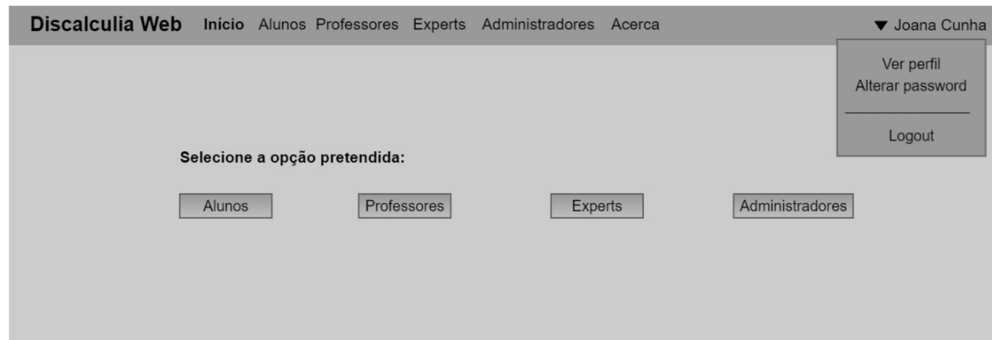 Discalculia Web Início Alunos Professores Experts Administradores Acerca ▼ Joana Cunha
Ver perfil
Alterar password
Logout
Selecione a opção pretendida:
Alunos Professores Experts Administradores